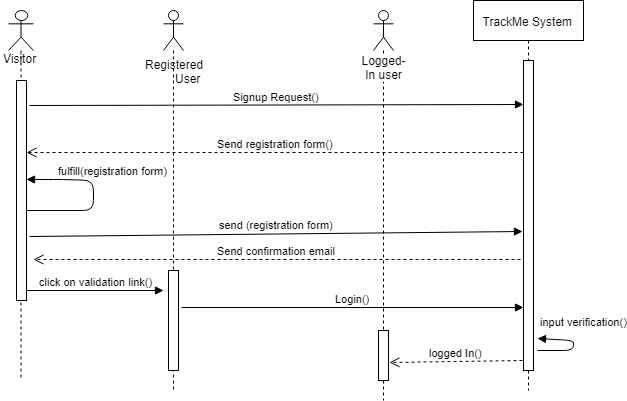 TrackMe System
Visitor
Registered
User
Logged-
In user
Signup Request()
Send registration form()
fulfill(registration form)
send (registration form)
Send confirmation email
click on validation link()
Login()
input verification()
logged In()